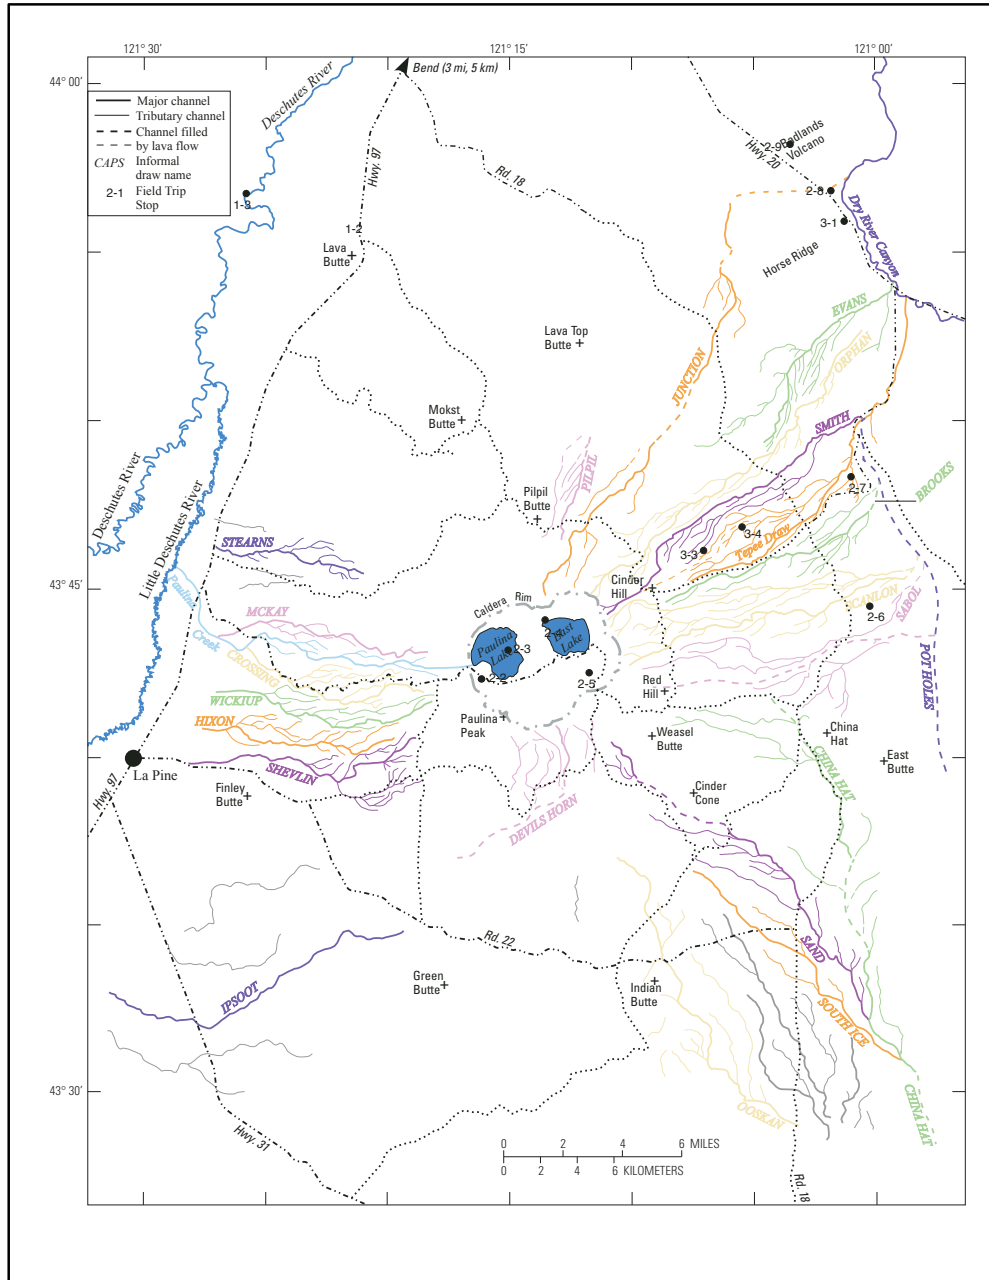 121° 30'
121° 15'
121° 00'
44° 00'
Bend (3 mi, 5 km)
Major channel
Tributary channel
Channel filled
by lava flow
CAPS
Informal
draw name
2-1
Field Trip
Stop
Deschutes River
Hwy. 97
Rd. 18
Hwy. 20
2-9
Badlands
Volcano
2-8
3-1
Dry River Canyon
Horse Ridge
1-3
1-2
Lava
Butte
EVANS
ORPHAN
Lava Top
Butte
JUNCTION
Mokst
Butte
SMITH
PILPIL
Pilpil
Butte
2-7
BROOKS
3-4
3-3
Tepee Draw
Deschutes River
Little Deschutes River
STEARNS
43° 45'
Cinder
Hill
Caldera
Rim
SCANLON
SABOL
2-6
Paulina
Creek
MCKAY
CROSSING
Paulina
Lake
2-3
East
Lake
2-2
2-5
Red
Hill
POT HOLES
WICKIUP
HIXON
Paulina
Peak
Weasel
Butte
China
Hat
East
Butte
La Pine
SHEVLIN
Finley
Butte
Hwy. 97
DEVILS HORN
Cinder
Cone
CHINA HAT
Rd. 22
SAND
IPSOOT
Green
Butte
Indian
Butte
SOUTH ICE
43° 30'
OOSKAN
CHINA HAT
Hwy. 31
0 2 4 6 MILES
0 2 4 6 KILOMETERS
Rd. 18